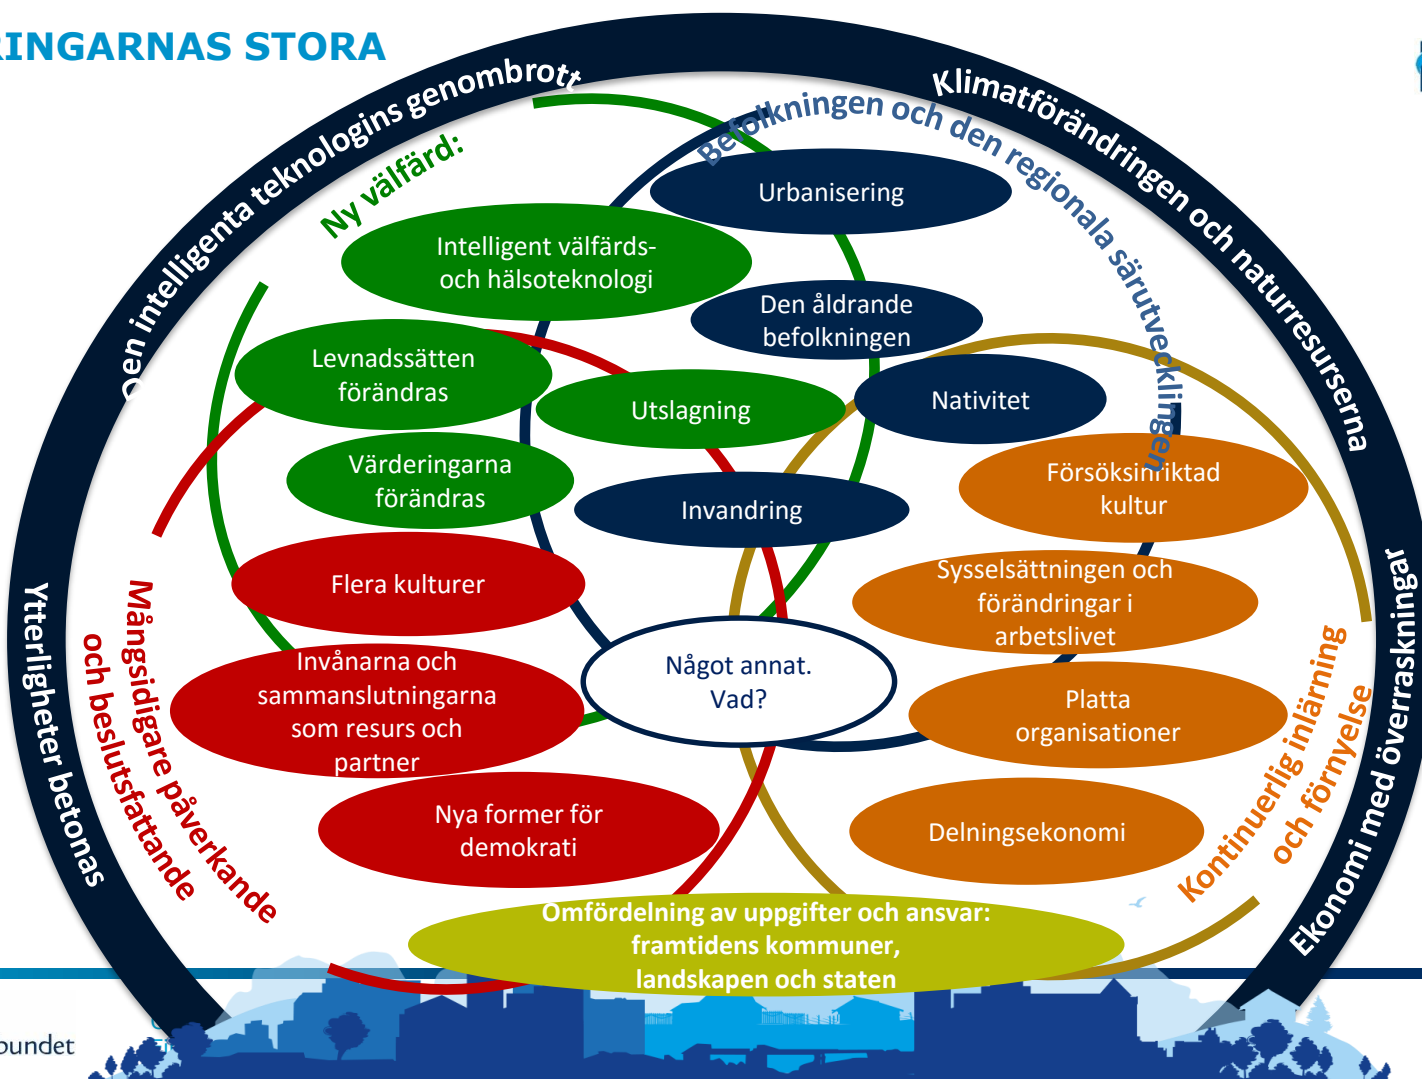 RINGARNAS STORA
Den intelligenta teknologins genombrott
Klimatförändringen och naturresurserna
Ytterligheter betonas
Ekonomi med överraskningar
Ny välfärd:
Befolkningen och den regionala särutvecklingen
Urbanisering
Intelligent välfärds-
och hälsoteknologi
Den åldrande
befolkningen
Levnadssätten
förändras
Utslagning
Nativitet
Värderingarna
förändras
Invandring
Försöksinriktad
kultur
Flera kulturer
Sysselsättningen och
förändringar i
arbetslivet
Mångsidigare påverkande
och beslutsfattande
Invånarna och
sammanslutningarna
som resurs och
partner
Något annat.
Vad?
Platta
organisationer
Kontinuerlig inlärning
och förnyelse
Nya former för
demokrati
Delningsekonomi
Omfördelning av uppgifter och ansvar:
framtidens kommuner,
landskapen och staten
bundet